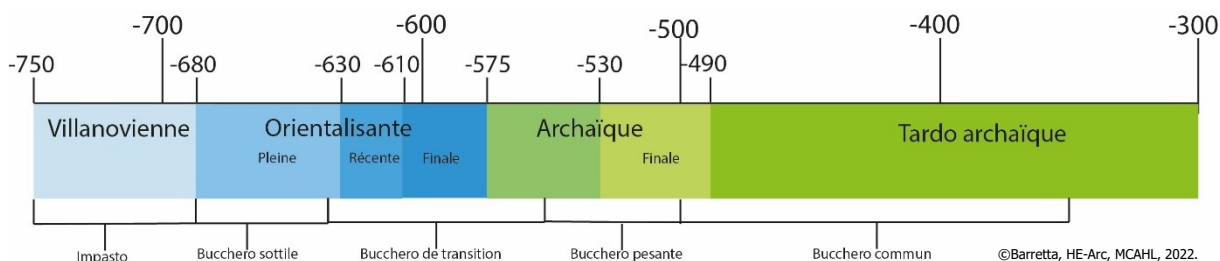 -700 -600 -500 -400 -300
-750 -680 -630 -610 -575 -530 -490
Villanovienne Orientalisante Archaïque Tardo archaïque
Pleine Récente Finale Finale
Impasto Bucchero sottile Bucchero de transition Bucchero pesante Bucchero commun ©Barretta, HE-Arc, MCAHL, 2022.